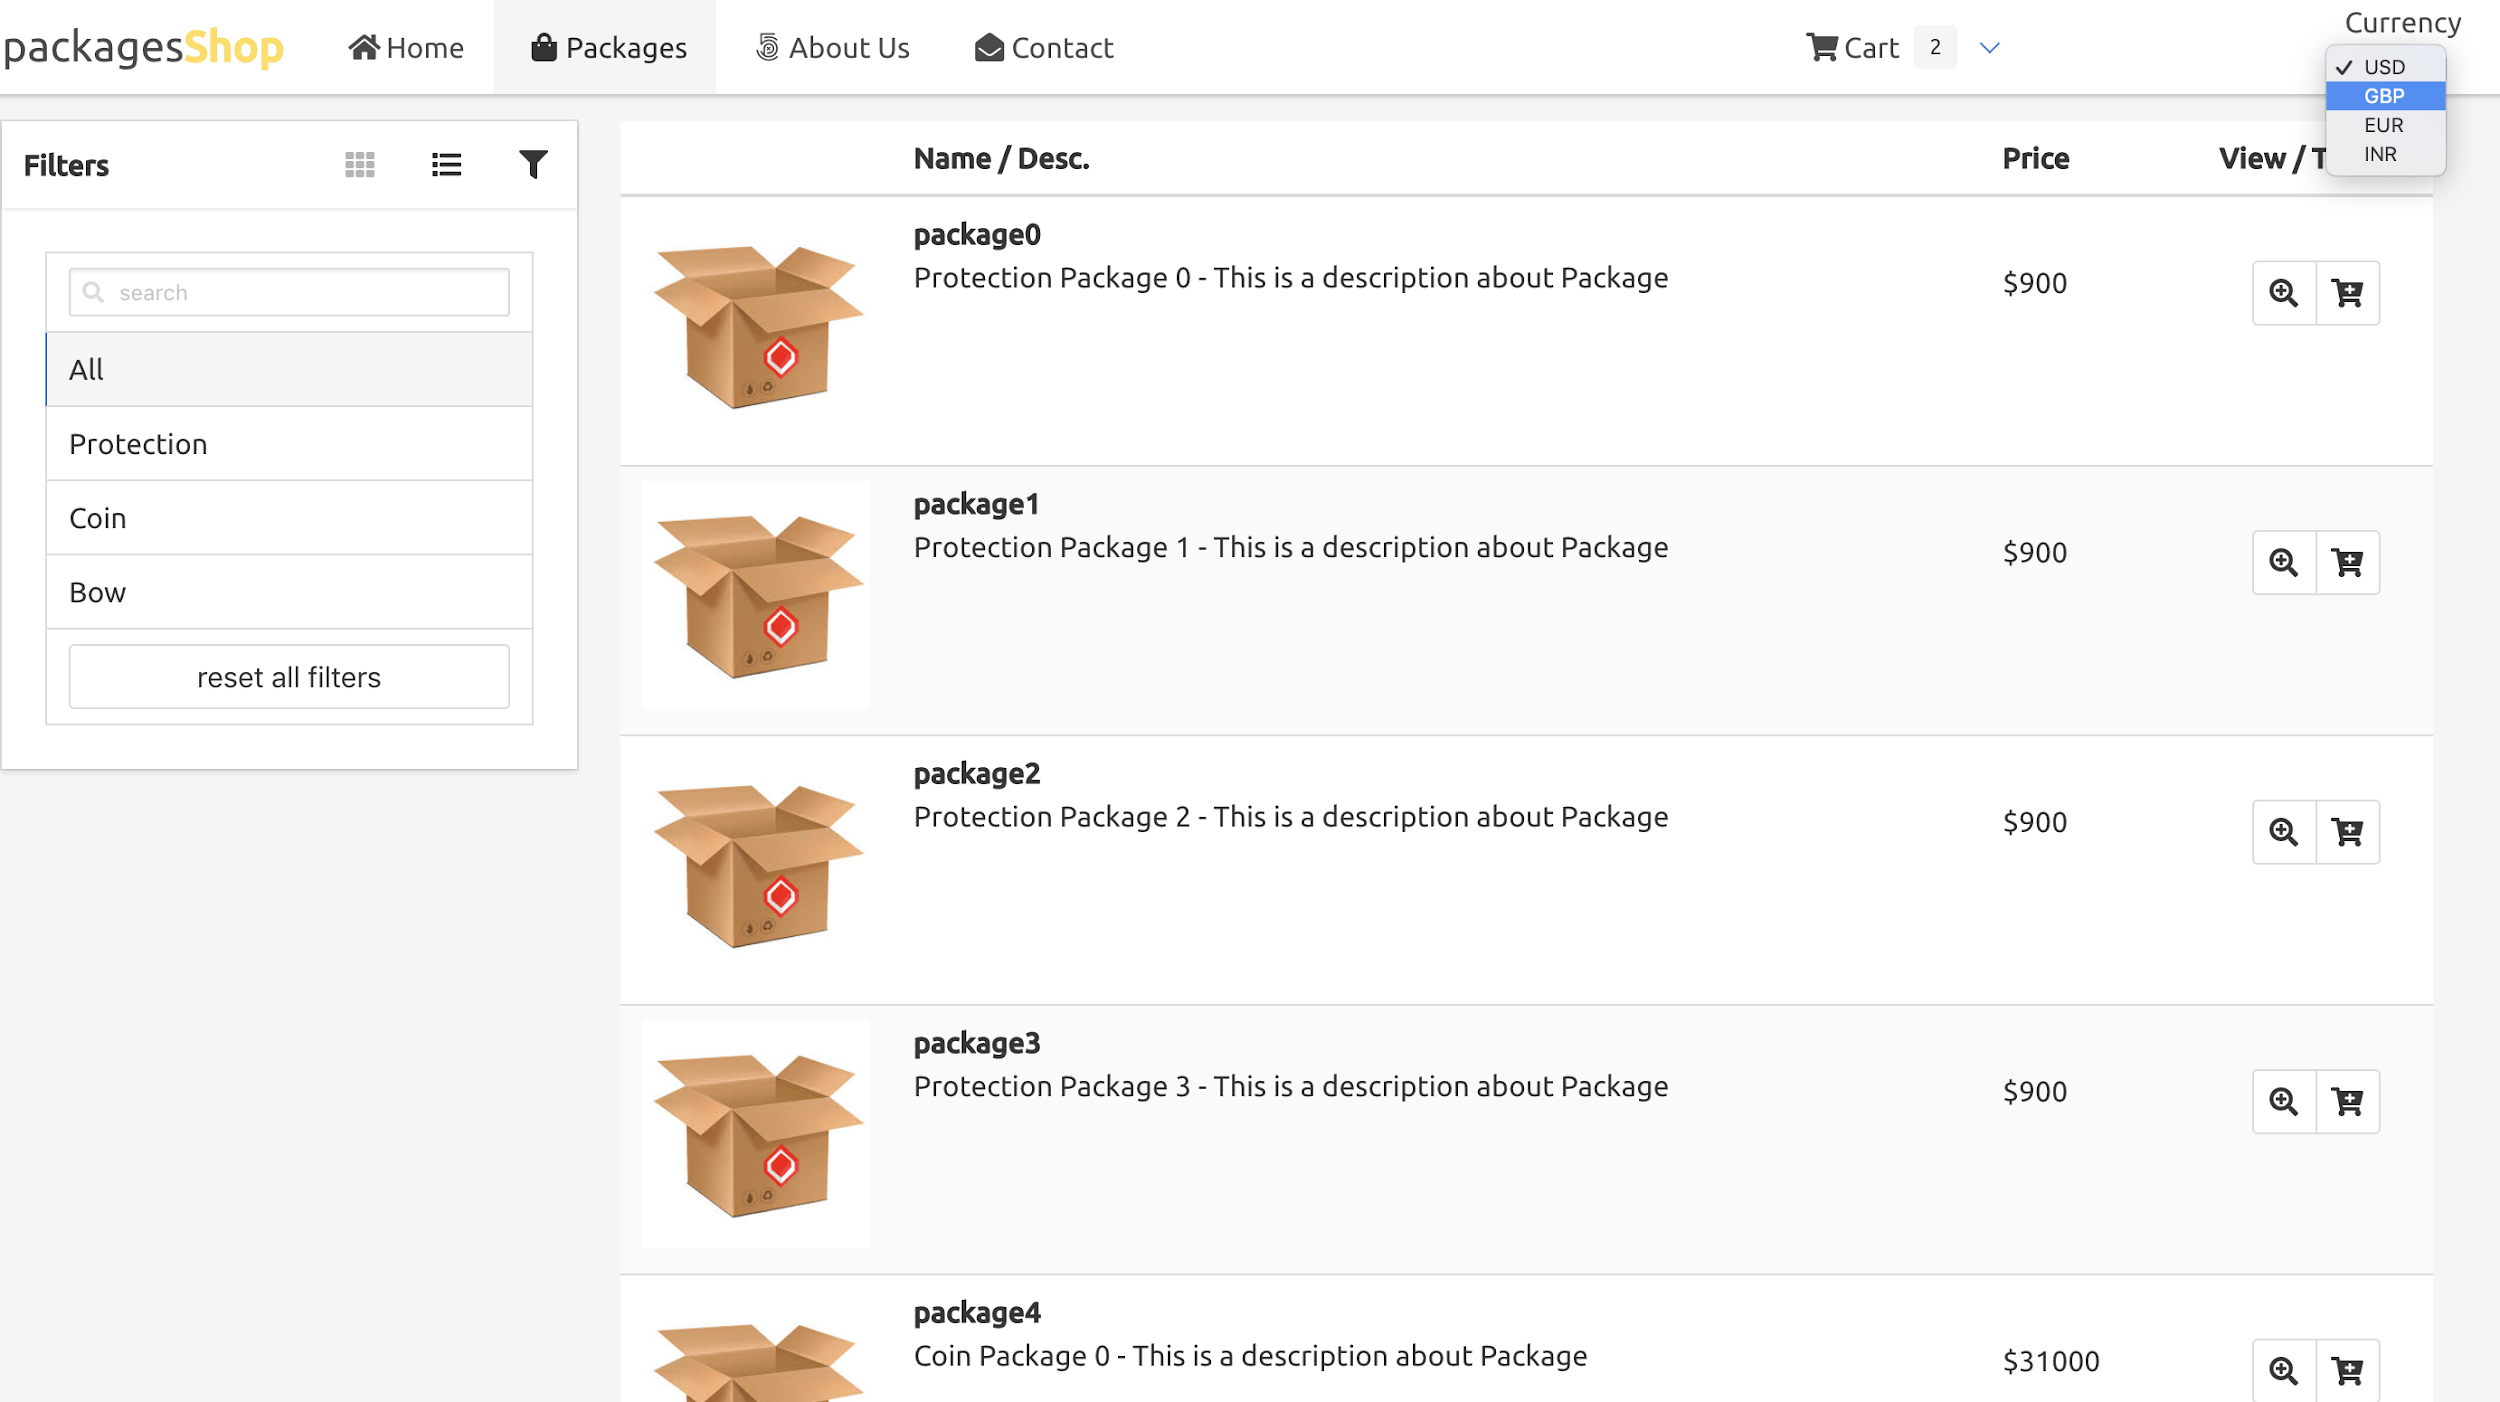 packagesShop
Home
Packages
About Us
Contact
Cart 2
Currency
USD
GBP
EUR
INR
Filters
search
All
Protection
Coin
Bow
reset all filters
Name / Desc. Price View / T
package0
Protection Package 0 - This is a description about Package
$900
package1
Protection Package 1 - This is a description about Package
$900
package2
Protection Package 2 - This is a description about Package
$900
package3
Protection Package 3 - This is a description about Package
$900
package4
Coin Package 0 - This is a description about Package
$31000